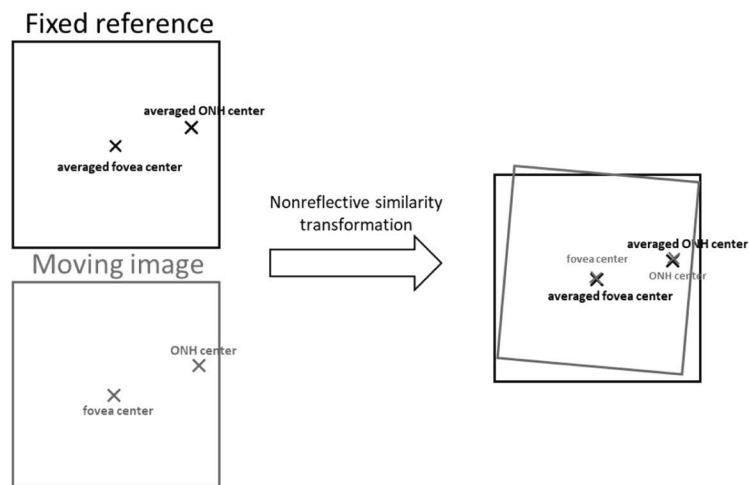 Fixed reference
averaged ONH center
averaged fovea center
Moving image
ONH center
fovea center
Nonreflective similarity
transformation
averaged ONH center
fovea center
ONH center
averaged fovea center